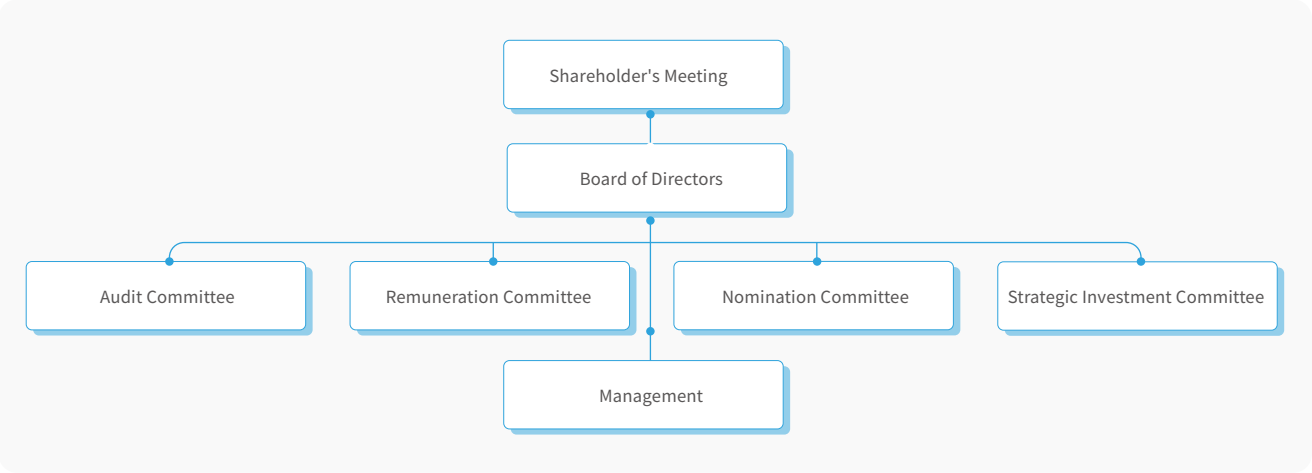 Shareholder's Meeting
Board of Directors
Audit Committee
Remuneration Committee
Nomination Committee
Strategic Investment Committee
Management